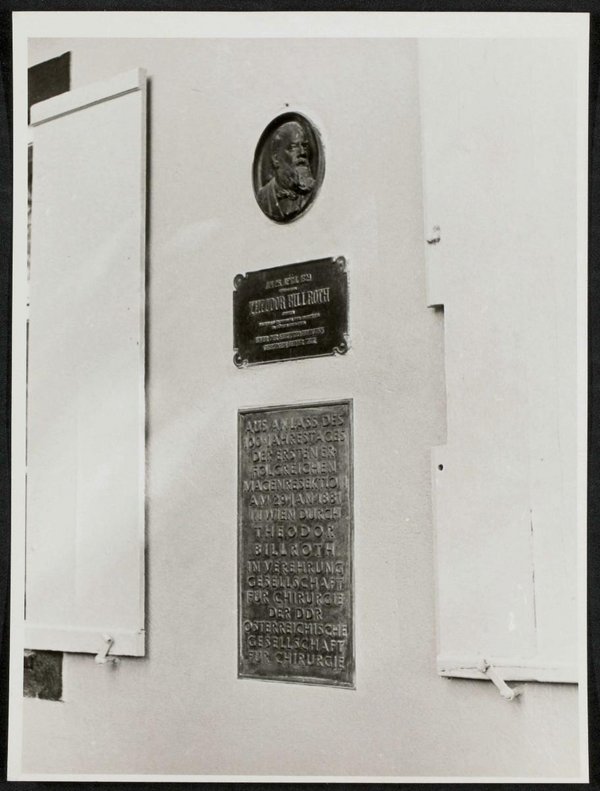 THEODOR BILLROTH
AUS ANLASS DES
100 JAHRESTAGES
DER ERSTEN ER
FOLGREICHEN
MAGENRESEKTION
AM 29 JAN 1881
IN WIEN DURCH
THEODOR
BILLROTH
IN VEREHRUNG
GESELLSCHAFT
FÜR CHIRURGIE
DER DDR
ÖSTERREICHISCHE
GESELLSCHAFT
FÜR CHIRURGIE